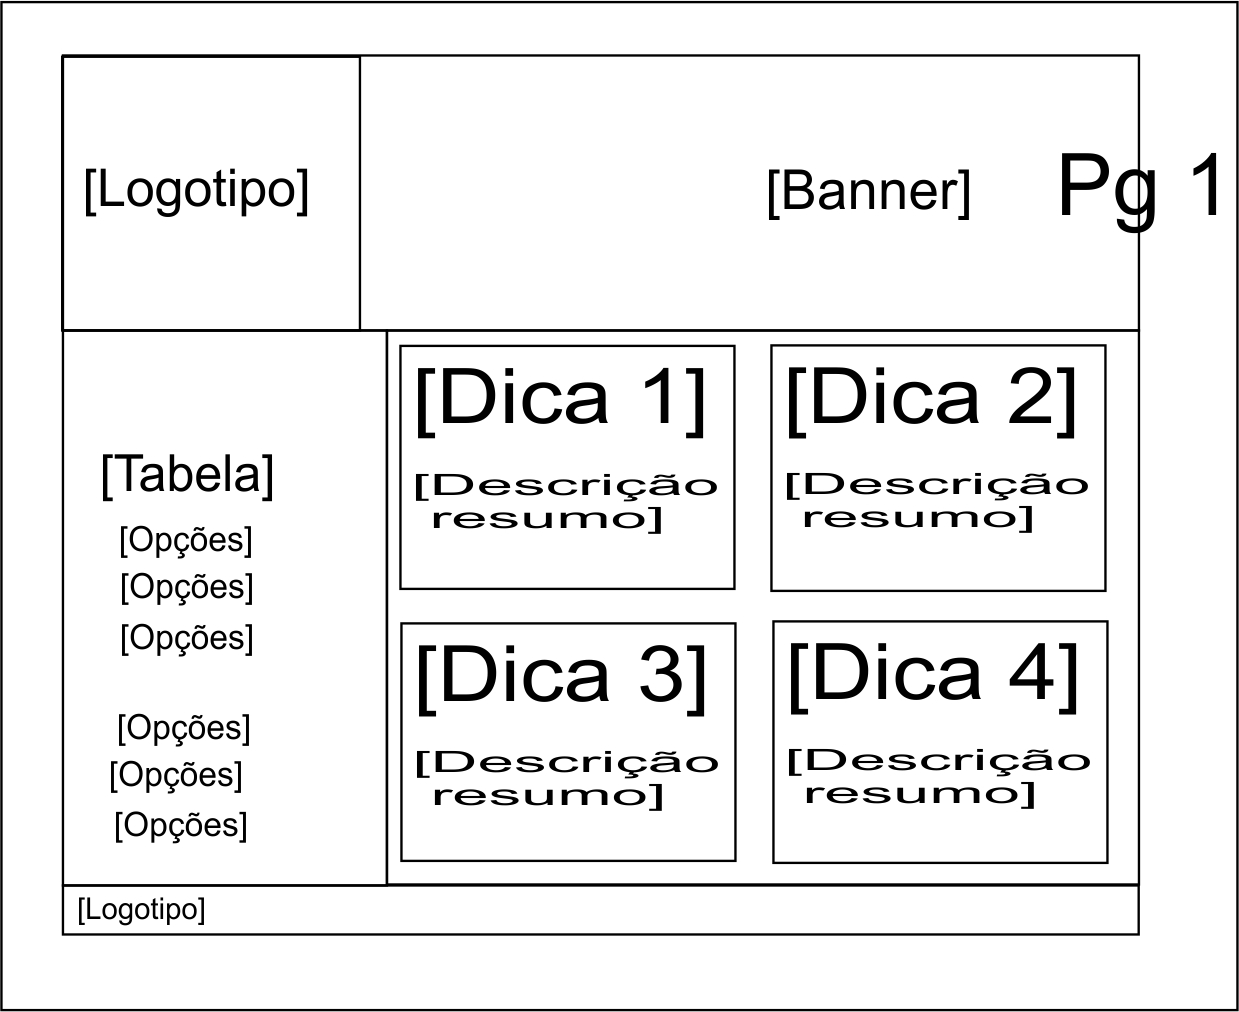 [Logotipo]
[Banner]
Pg 1
[Tabela]
[Opções]
[Opções]
[Opções]
[Opções]
[Opções]
[Opções]
[Dica 1]
[Descrição
resumo]
[Dica 2]
[Descrição
resumo]
[Dica 3]
[Descrição
resumo]
[Dica 4]
[Descrição
resumo]
[Logotipo]